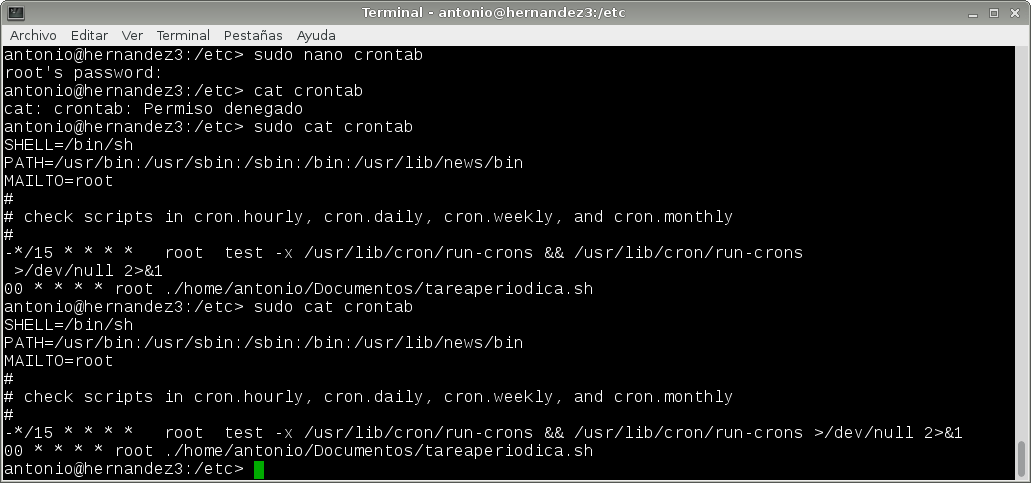 Terminal - antonio@hernandez3:/etc
Archivo Editar Ver Terminal Pestañas Ayuda
antonio@hernandez3:/etc> sudo nano crontab
root's password:
antonio@hernandez3:/etc> cat crontab
cat: crontab: Permiso denegado
antonio@hernandez3:/etc> sudo cat crontab
SHELL=/bin/sh
PATH=/usr/bin:/usr/sbin:/sbin:/bin:/usr/lib/news/bin
MAILTO=root
#
# check scripts in cron.hourly, cron.daily, cron.weekly, and cron.monthly
#
-*/15 * * * *   root  test -x /usr/lib/cron/run-crons && /usr/lib/cron/run-crons
 >/dev/null 2>&1
00 * * * * root ./home/antonio/Documentos/tareaperiodica.sh
antonio@hernandez3:/etc> sudo cat crontab
SHELL=/bin/sh
PATH=/usr/bin:/usr/sbin:/sbin:/bin:/usr/lib/news/bin
MAILTO=root
#
# check scripts in cron.hourly, cron.daily, cron.weekly, and cron.monthly
#
-*/15 * * * *   root  test -x /usr/lib/cron/run-crons && /usr/lib/cron/run-crons >/dev/null 2>&1
00 * * * * root ./home/antonio/Documentos/tareaperiodica.sh
antonio@hernandez3:/etc>